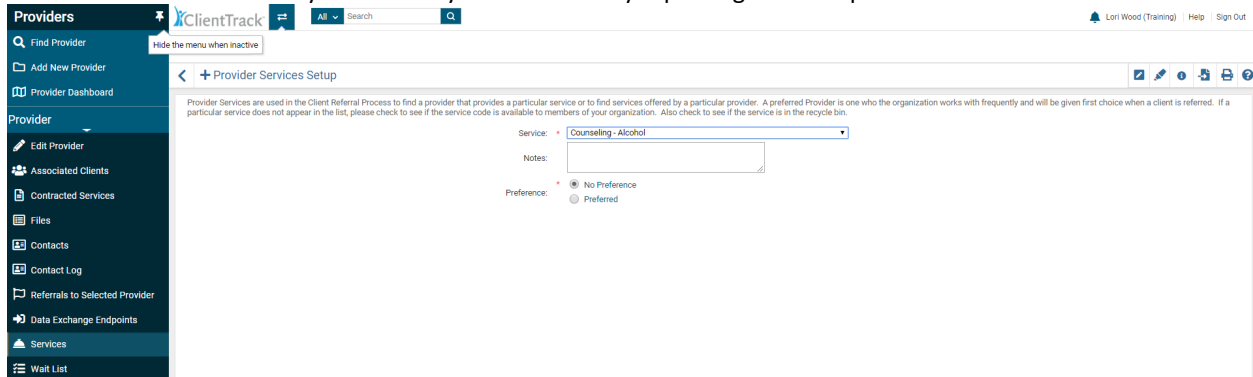 Providers
ClientTrack
All
Search
Lori Wood (Training) Help Sign Out
Find Provider
Hide the menu when inactive
Add New Provider
+ Provider Services Setup
Provider Dashboard
Provider Services are used in the Client Referral Process to find a provider that provides a particular service or to find services offered by a particular provider. A preferred Provider is one who the organization works with frequently and will be given first choice when a client is referred. If a
particular service does not appear in the list, please check to see if the service code is available to members of your organization. Also check to see if the service is in the recycle bin.
Provider
Service: * Counseling - Alcohol
Edit Provider
Notes:
Associated Clients
Preference: * No Preference
Preferred
Contracted Services
Files
Contacts
Contact Log
Referrals to Selected Provider
Data Exchange Endpoints
Services
Wait List